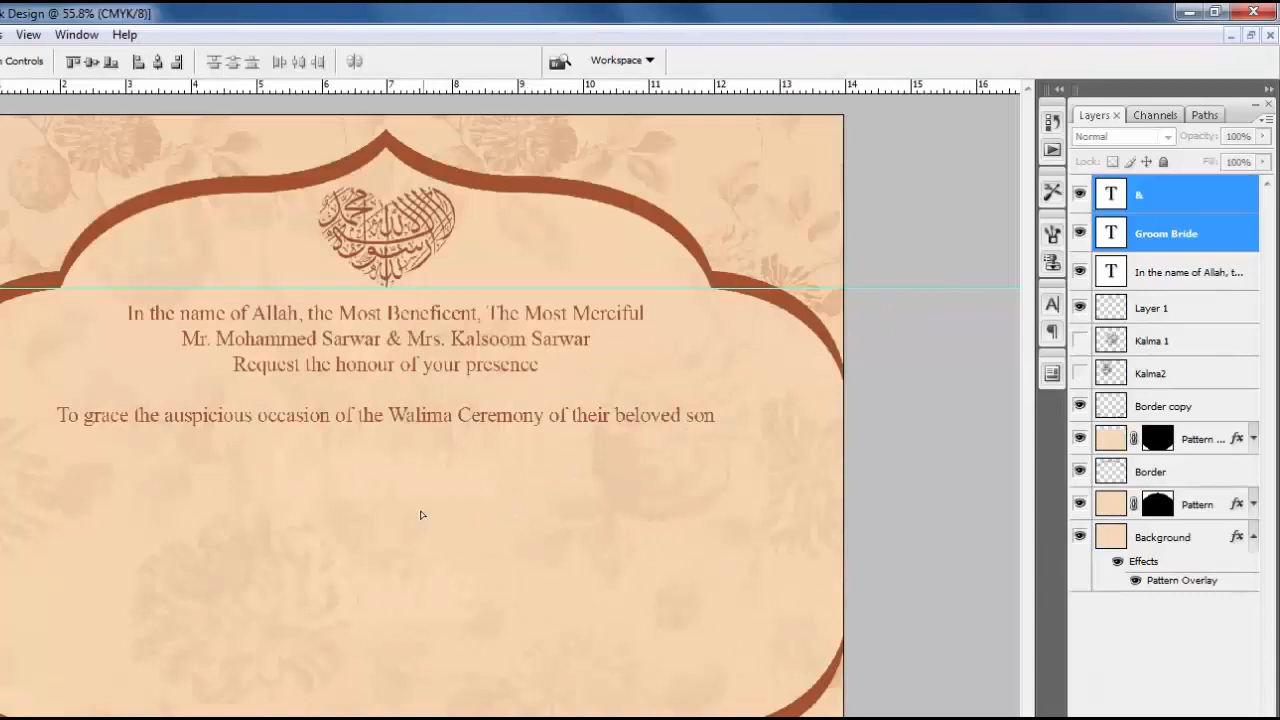 k Design @ 55.8% (CMYK/8)]
View Window Help
n Controls
Workspace
2 3 4 5 6 7 8 9 10 11 12 13 14 15 16
Layers Channels Paths
Normal Opacity: 100%
Lock: Fill: 100%
T &
T Groom Bride
T In the name of Allah, t...
Layer 1
Kalma 1
Kalma2
Border copy
Pattern ... fx
Border
Pattern fx
Background fx
Effects
Pattern Overlay
A
In the name of Allah, the Most Beneficent, The Most Merciful
Mr. Mohammed Sarwar & Mrs. Kalsoom Sarwar
Request the honour of your presence
To grace the auspicious occasion of the Walima Ceremony of their beloved son